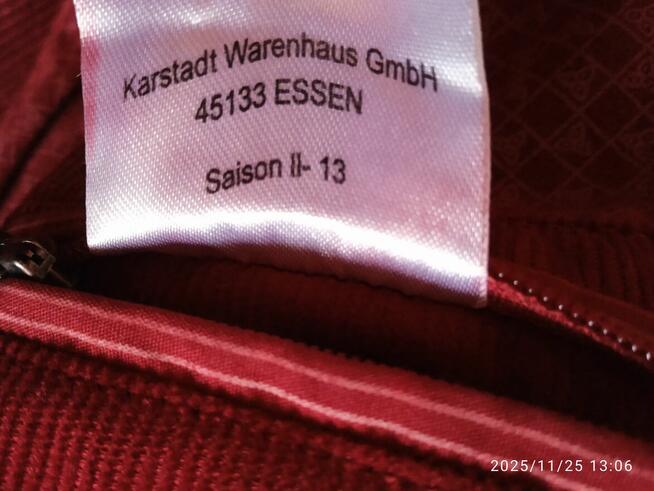 Karstadt Warenhaus GmbH
45133 ESSEN
Saison II- 13
2025/11/25 13:06